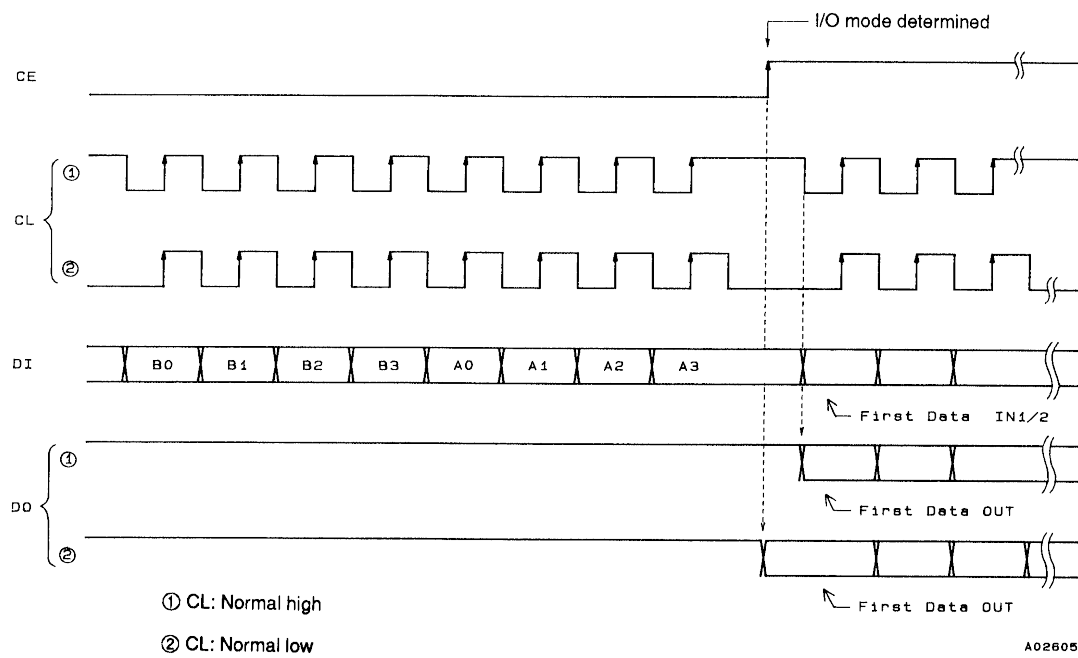 I/O mode determined
CE
①
CL
②
DI B0 B1 B2 B3 A0 A1 A2 A3
First Data IN1/2
①
First Data OUT
DO
②
First Data OUT
① CL: Normal high
② CL: Normal low
A02605